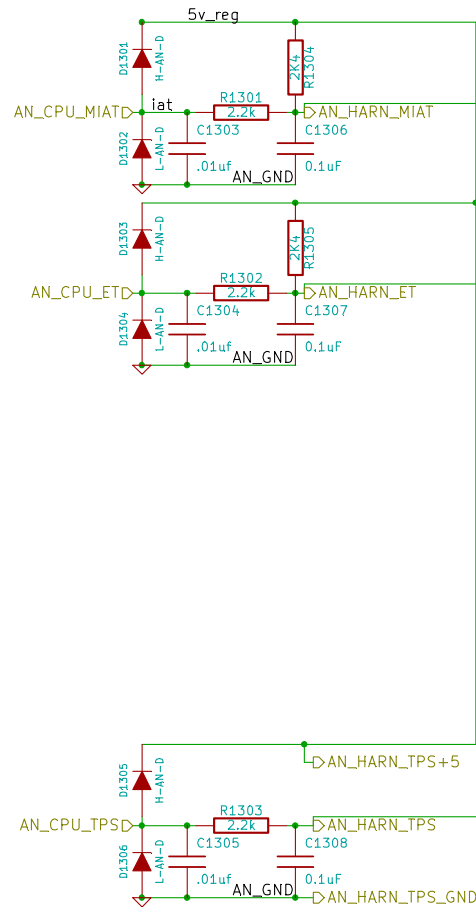 5v_reg
D1301
H-AN-D
2K4
R1304
AN_CPU_MIAT
iat
R1301
2.2k
AN_HARN_MIAT
D1302
L-AN-D
C1303
.01uf
C1306
0.1uF
AN_GND
D1303
H-AN-D
2K4
R1305
AN_CPU_ET
R1302
2.2k
AN_HARN_ET
D1304
L-AN-D
C1304
.01uf
C1307
0.1uF
AN_GND
D1305
H-AN-D
AN_HARN_TPS+5
AN_CPU_TPS
R1303
2.2k
AN_HARN_TPS
D1306
L-AN-D
C1305
.01uf
C1308
0.1uF
AN_GND
AN_HARN_TPS_GND